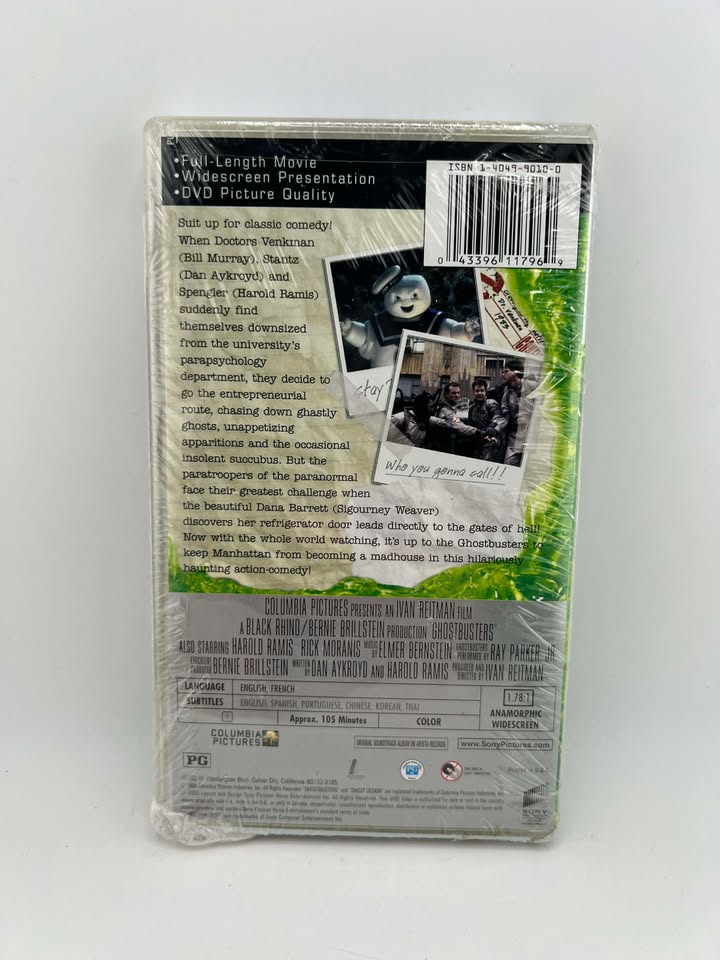 •Full-Length Movie
•Widescreen Presentation
•DVD Picture Quality
ISBN 1-4049-9010-0
0 43396 11796 9
Suit up for classic comedy!
When Doctors Venkman
(Bill Murray), Stantz
(Dan Aykroyd) and
Spengler (Harold Ramis)
suddenly find
themselves downsized
from the university's
parapsychology
department, they decide to
go the entrepreneurial
route, chasing down ghastly
ghosts, unappetizing
apparitions and the occasional
insolent succubus. But the
paratroopers of the paranormal
face their greatest challenge when
the beautiful Dana Barrett (Sigourney Weaver)
discovers her refrigerator door leads directly to the gates of hell!
Now with the whole world watching, it's up to the Ghostbusters to
keep Manhattan from becoming a madhouse in this hilariously
haunting action-comedy!
Stay
Who you gonna call!!
COLUMBIA PICTURES PRESENTS AN IVAN REITMAN FILM
A BLACK RHINO/BERNIE BRILLSTEIN PRODUCTION GHOSTBUSTERS
ALSO STARRING HAROLD RAMIS RICK MORANIS MUSIC BY ELMER BERNSTEIN GHOSTBUSTERS PERFORMED BY RAY PARKER, JR.
EXECUTIVE PRODUCER BERNIE BRILLSTEIN WRITTEN BY DAN AYKROYD AND HAROLD RAMIS PRODUCED AND DIRECTED BY IVAN REITMAN
LANGUAGE ENGLISH, FRENCH
SUBTITLES ENGLISH, SPANISH, PORTUGUESE, CHINESE, KOREAN, THAI
1.78:1
ANAMORPHIC
WIDESCREEN
Approx. 105 Minutes COLOR
COLUMBIA
PICTURES
ORIGINAL SOUNDTRACK ALBUM ON ARISTA RECORDS
www.SonyPictures.com
PG
Printed in U.S.A.
SONY